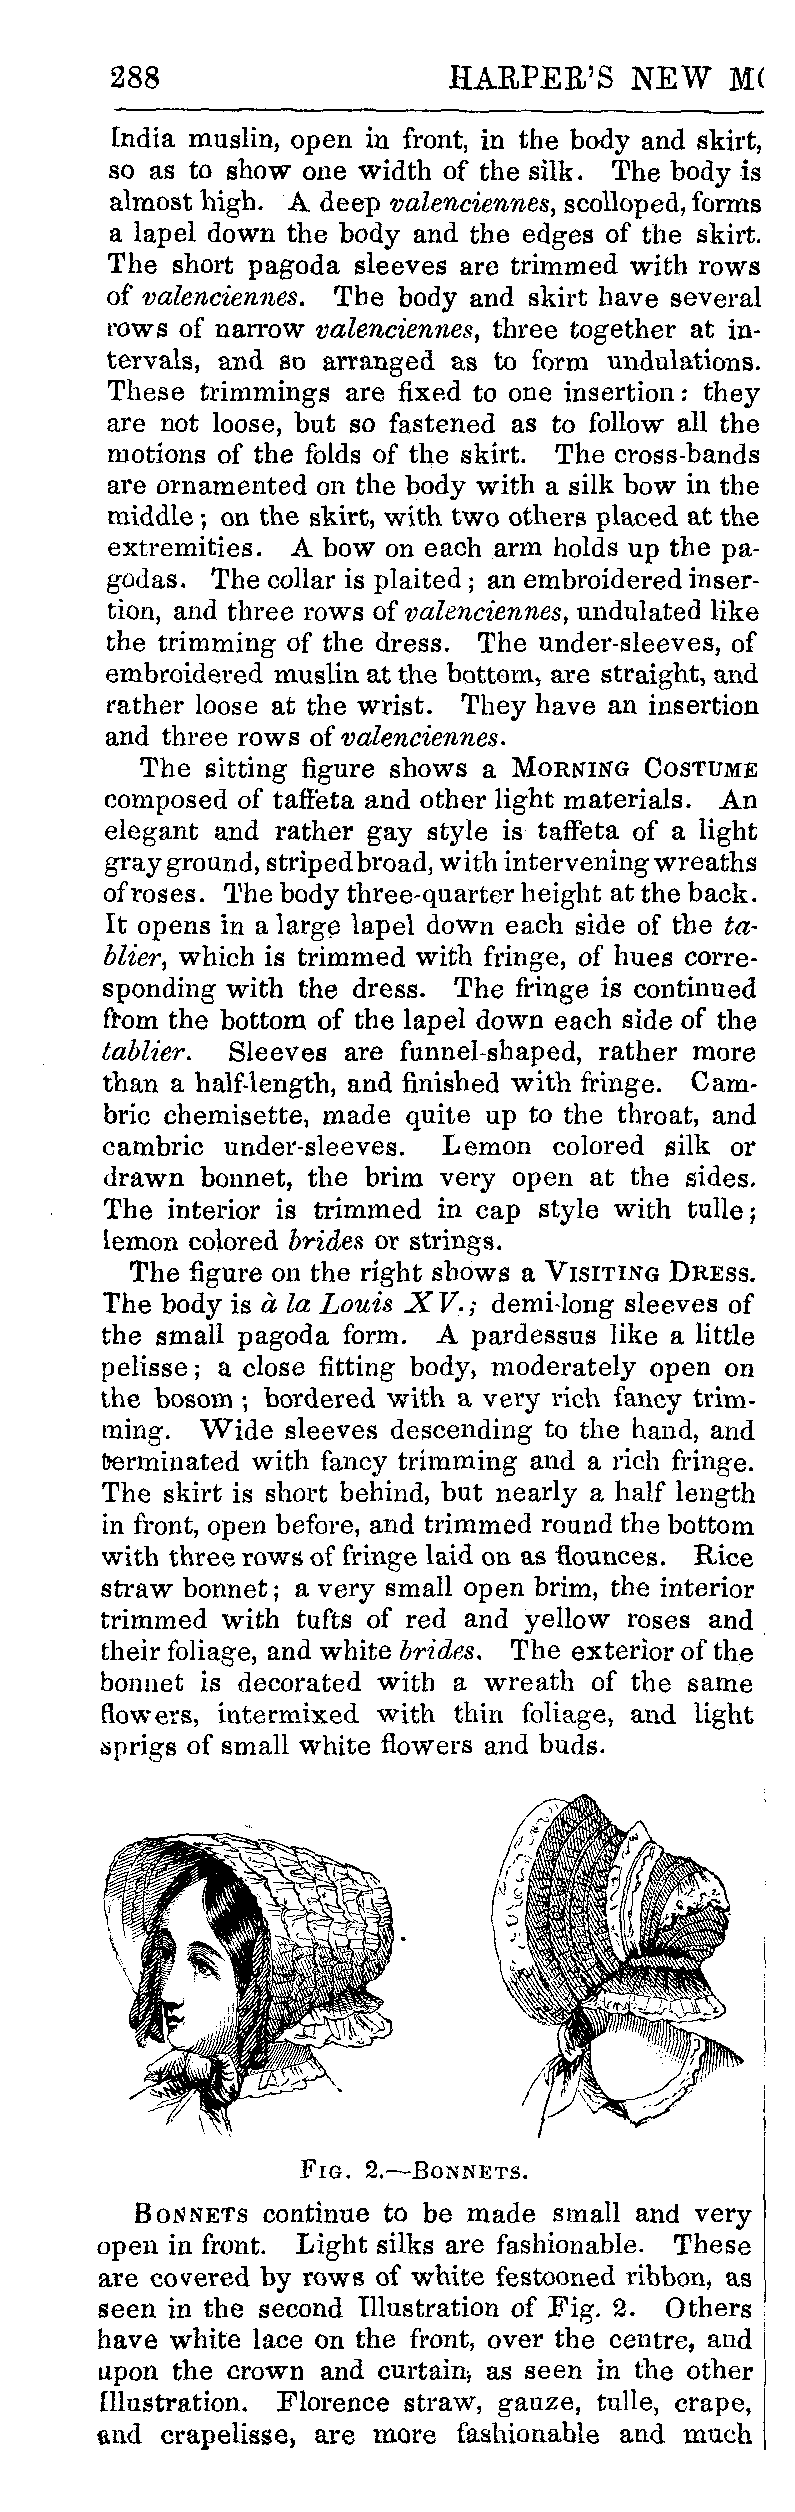 288 HARPER'S NEW M
India muslin, open in front, in the body and skirt,
so as to show one width of the silk. The body is
almost high. A deep valenciennes, scolloped, forms
a lapel down the body and the edges of the skirt.
The short pagoda sleeves are trimmed with rows
of valenciennes. The body and skirt have several
rows of narrow valenciennes, three together at in-
tervals, and so arranged as to form undulations.
These trimmings are fixed to one insertion: they
are not loose, but so fastened as to follow all the
motions of the folds of the skirt. The cross-bands
are ornamented on the body with a silk bow in the
middle; on the skirt, with two others placed at the
extremities. A bow on each arm holds up the pa-
godas. The collar is plaited; an embroidered inser-
tion, and three rows of valenciennes, undulated like
the trimming of the dress. The under-sleeves, of
embroidered muslin at the bottom, are straight, and
rather loose at the wrist. They have an insertion
and three rows of valenciennes.
The sitting figure shows a MORNING COSTUME
composed of taffeta and other light materials. An
elegant and rather gay style is taffeta of a light
gray ground, striped broad, with intervening wreaths
of roses. The body three-quarter height at the back.
It opens in a large lapel down each side of the ta-
blier, which is trimmed with fringe, of hues corre-
sponding with the dress. The fringe is continued
from the bottom of the lapel down each side of the
tablier. Sleeves are funnel-shaped, rather more
than a half-length, and finished with fringe. Cam-
bric chemisette, made quite up to the throat, and
cambric under-sleeves. Lemon colored silk or
drawn bonnet, the brim very open at the sides.
The interior is trimmed in cap style with tulle;
lemon colored brides or strings.
The figure on the right shows a VISITING DRESS.
The body is à la Louis XV.; demi-long sleeves of
the small pagoda form. A pardessus like a little
pelisse; a close fitting body, moderately open on
the bosom; bordered with a very rich fancy trim-
ming. Wide sleeves descending to the hand, and
terminated with fancy trimming and a rich fringe.
The skirt is short behind, but nearly a half length
in front, open before, and trimmed round the bottom
with three rows of fringe laid on as flounces. Rice
straw bonnet; a very small open brim, the interior
trimmed with tufts of red and yellow roses and
their foliage, and white brides. The exterior of the
bonnet is decorated with a wreath of the same
flowers, intermixed with thin foliage, and light
sprigs of small white flowers and buds.
FIG. 2.—BONNETS.
BONNETS continue to be made small and very
open in front. Light silks are fashionable. These
are covered by rows of white festooned ribbon, as
seen in the second Illustration of Fig. 2. Others
have white lace on the front, over the centre, and
upon the crown and curtain, as seen in the other
Illustration. Florence straw, gauze, tulle, crape,
and crapelisse, are more fashionable and much